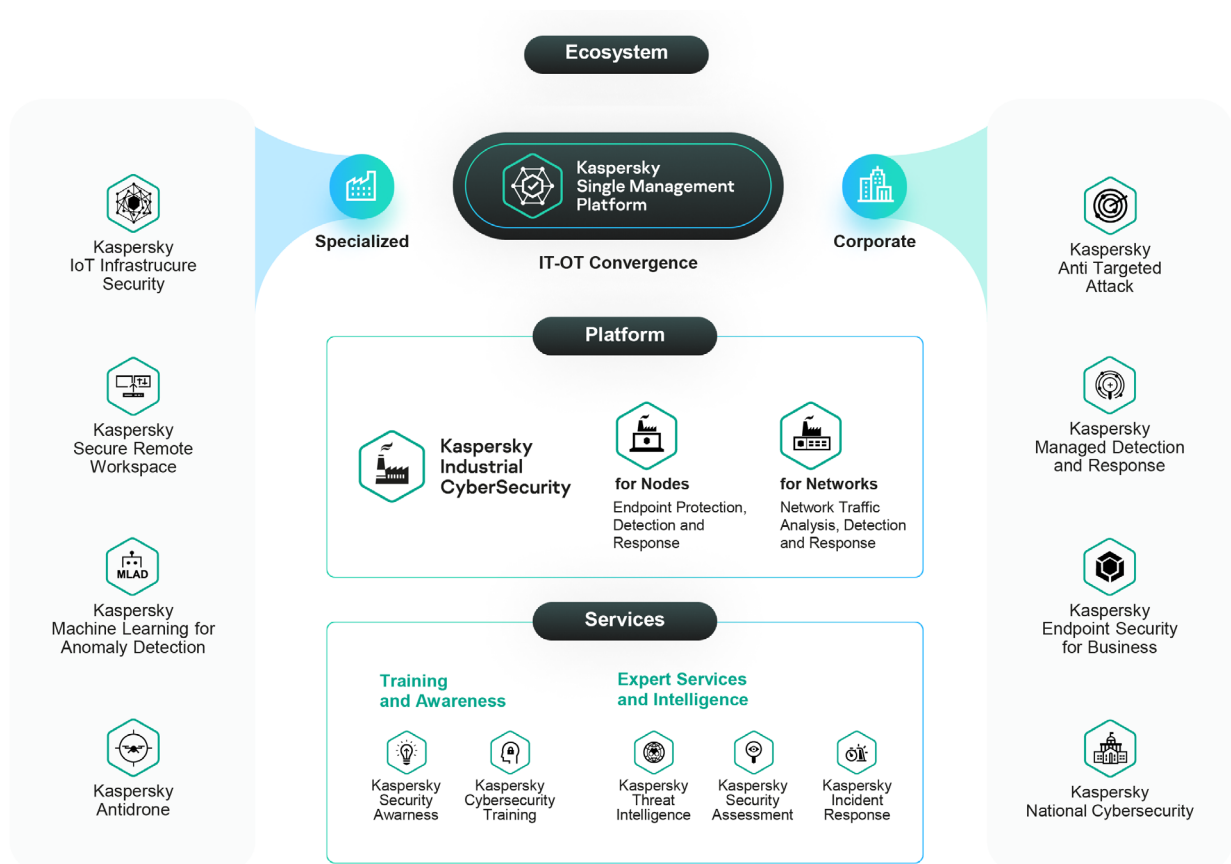 Ecosystem
Kaspersky
Single Management
Platform
IT-OT Convergence
Specialized
Corporate
Kaspersky
IoT Infrastrucure
Security
Kaspersky
Secure Remote
Workspace
MLAD
Kaspersky
Machine Learning for
Anomaly Detection
Kaspersky
Antidrone
Platform
Kaspersky
Industrial
CyberSecurity
for Nodes
Endpoint Protection,
Detection and
Response
for Networks
Network Traffic
Analysis, Detection
and Response
Services
Training
and Awareness
Kaspersky
Security
Awarness
Kaspersky
Cybersecurity
Training
Expert Services
and Intelligence
Kaspersky
Threat
Intelligence
Kaspersky
Security
Assessment
Kaspersky
Incident
Response
Kaspersky
Anti Targeted
Attack
Kaspersky
Managed Detection
and Response
Kaspersky
Endpoint Security
for Business
Kaspersky
National Cybersecurity